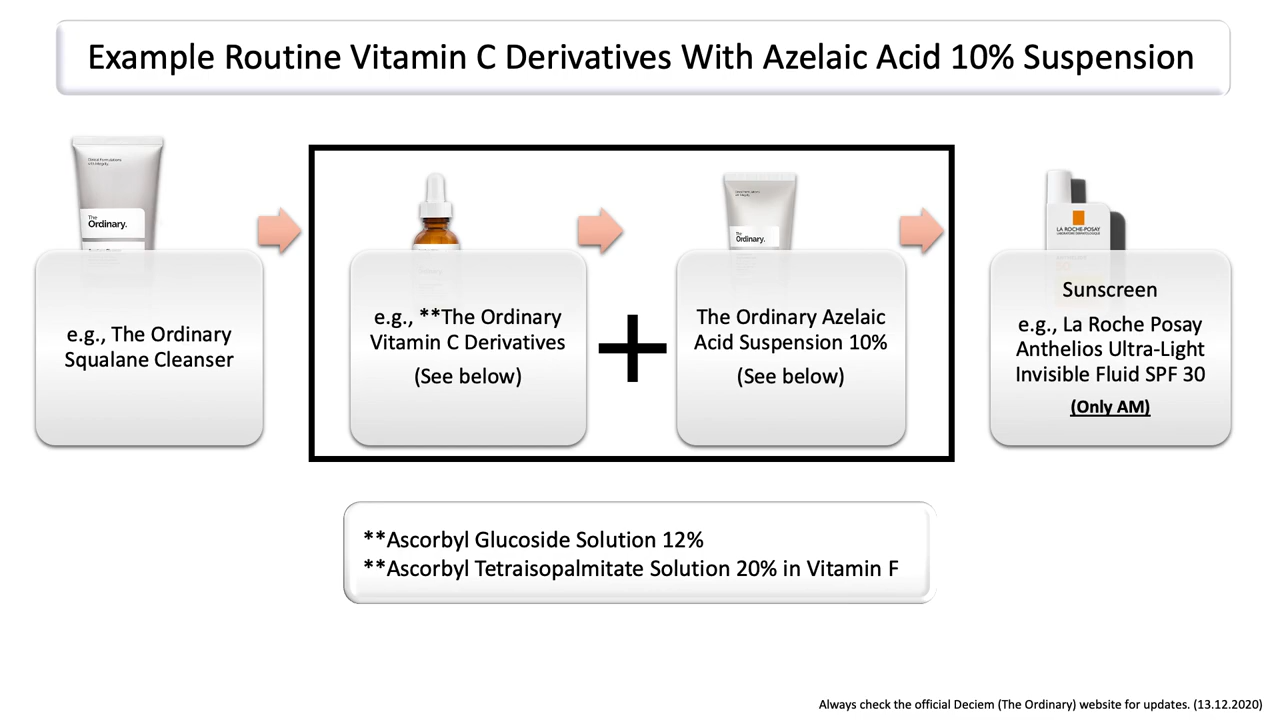 Example Routine Vitamin C Derivatives With Azelaic Acid 10% Suspension
The
Ordinary.
e.g., The Ordinary
Squalane Cleanser
e.g., **The Ordinary
Vitamin C Derivatives
(See below)
The
Ordinary.
The Ordinary Azelaic
Acid Suspension 10%
(See below)
LA ROCHE-POSAY
Sunscreen
e.g., La Roche Posay
Anthelios Ultra-Light
Invisible Fluid SPF 30
(Only AM)
**Ascorbyl Glucoside Solution 12%
**Ascorbyl Tetraisopalmitate Solution 20% in Vitamin F
Always check the official Deciem (The Ordinary) website for updates. (13.12.2020)